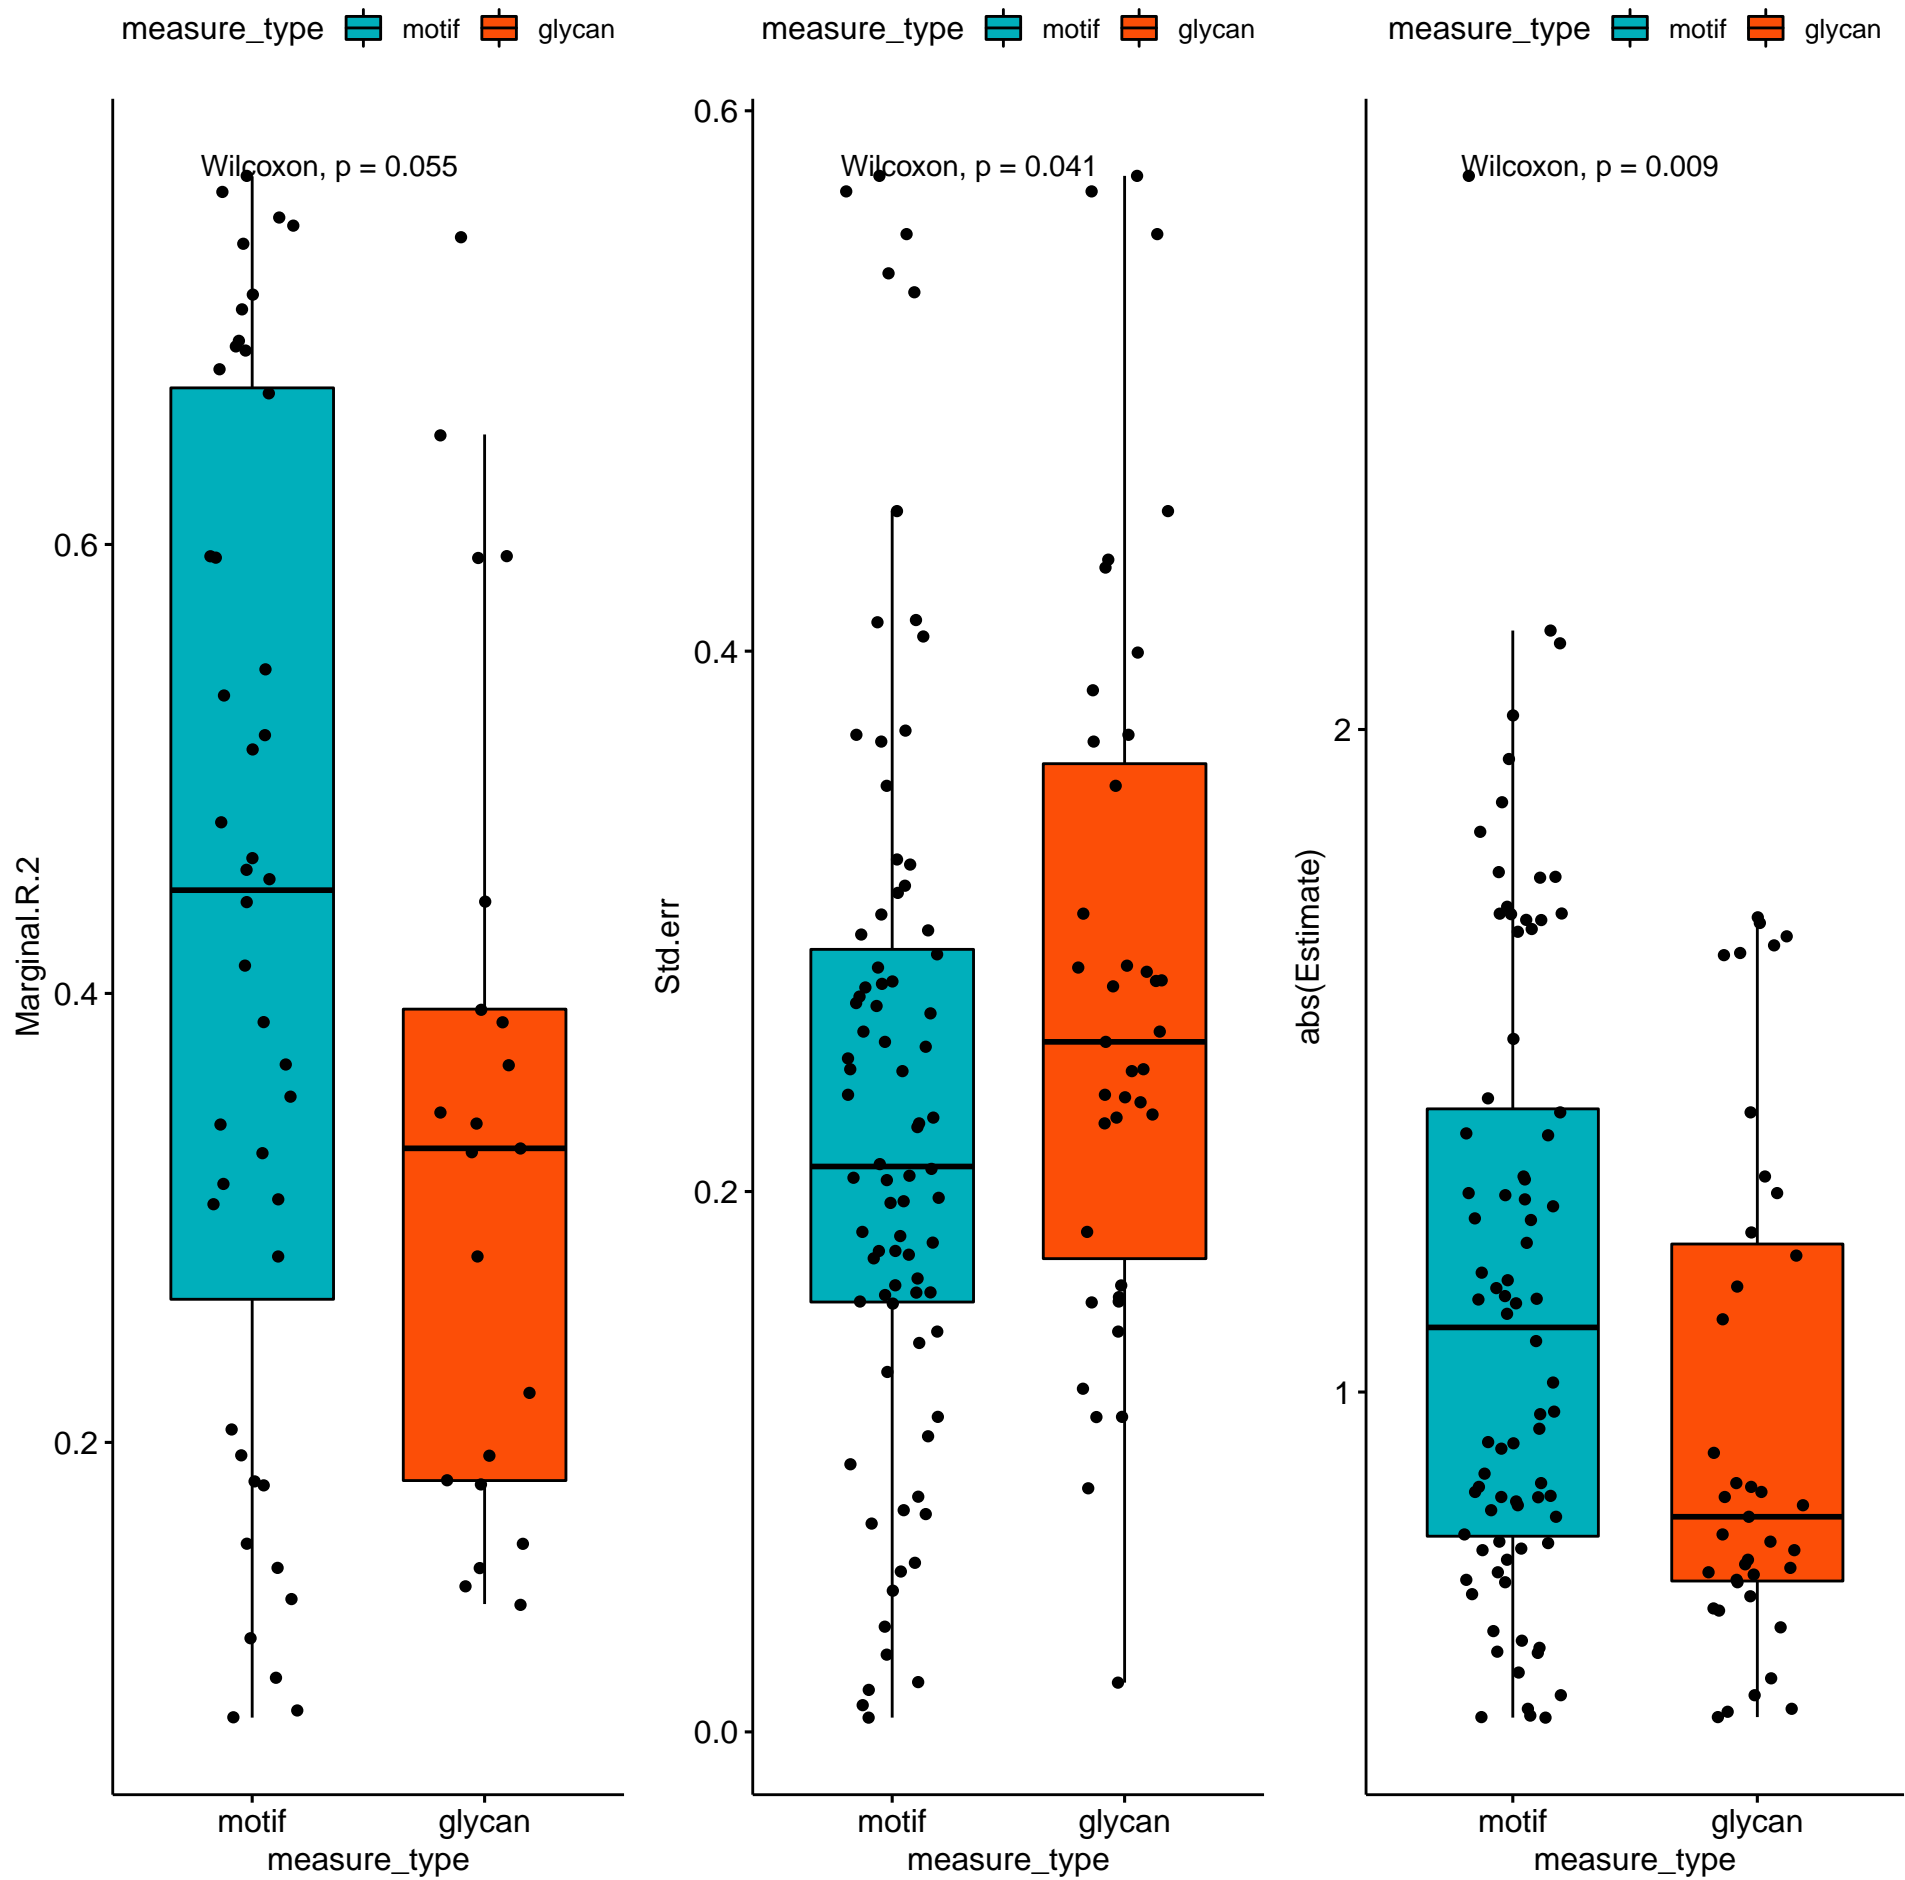 measure_type motif glycan
Wilcoxon, p = 0.055
Marginal.R.2
0.6
0.4
0.2
motif glycan
measure_type
measure_type motif glycan
Wilcoxon, p = 0.041
Std.err
0.6
0.4
0.2
0.0
motif glycan
measure_type
measure_type motif glycan
Wilcoxon, p = 0.009
abs(Estimate)
2
1
motif glycan
measure_type